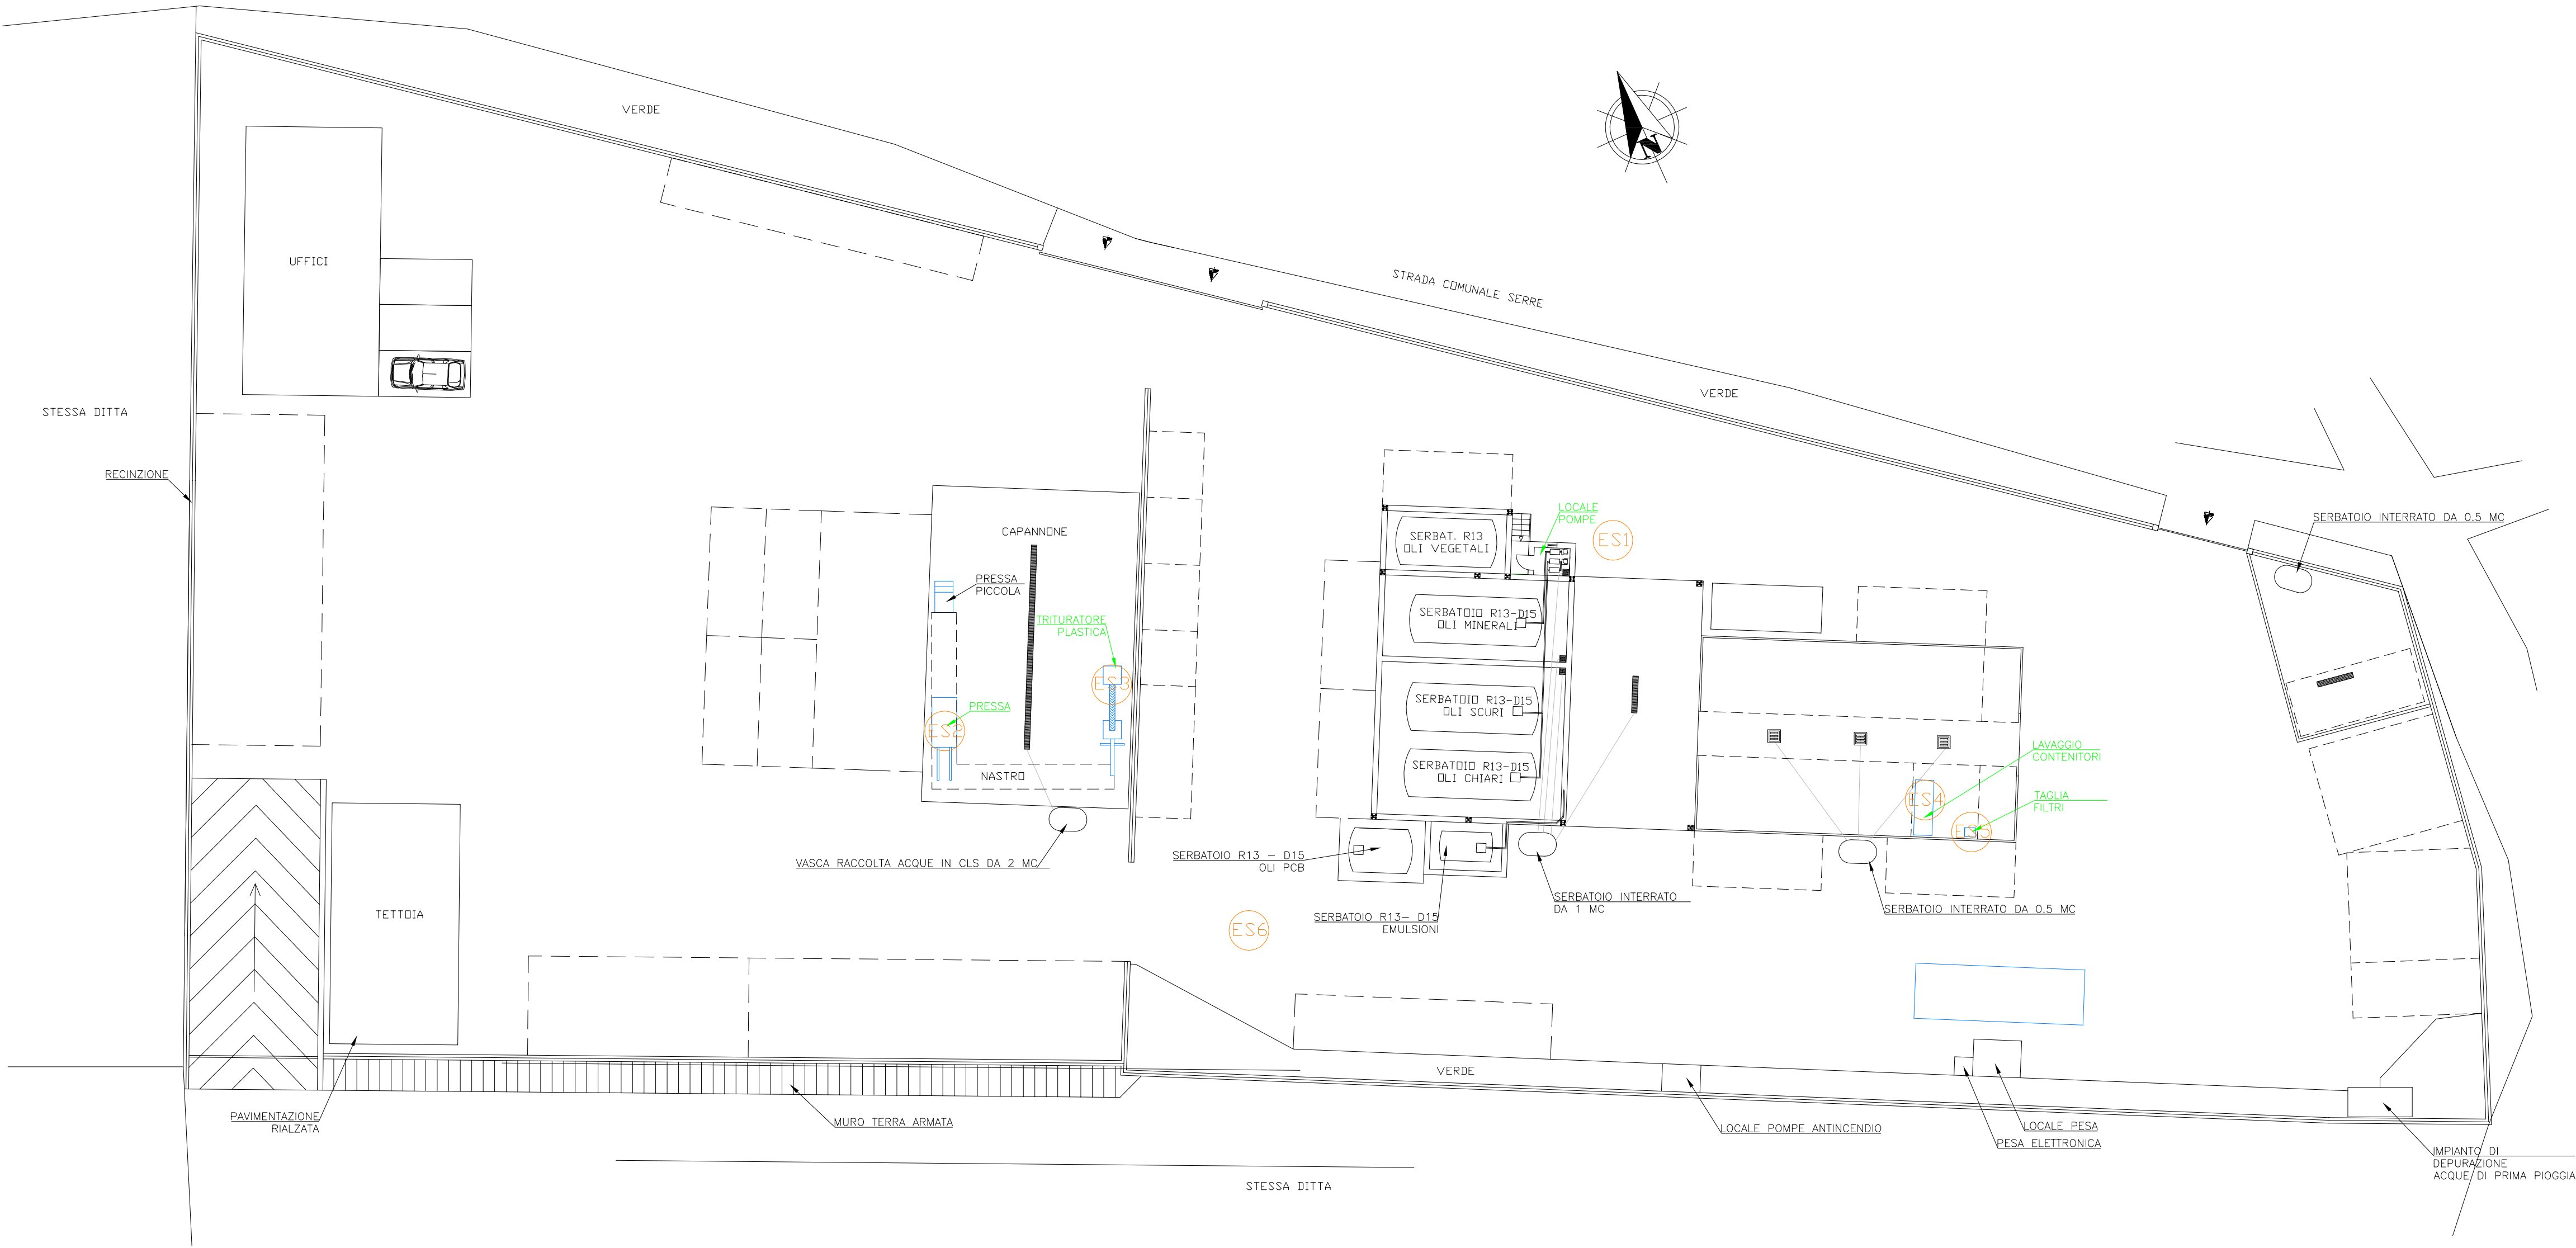 VERDE
N
UFFICI
STRADA COMUNALE SERRE
VERDE
STESSA DITTA
RECINZIONE
CAPANNONE
PRESSA
PICCOLA
TRITURATORE
PLASTICA
ES3
PRESSA
ES2
NASTRO
VASCA RACCOLTA ACQUE IN CLS DA 2 MC
SERBAT. R13
OLI VEGETALI
LOCALE
POMPE
ES1
SERBATOIO R13-D15
OLI MINERALI
SERBATOIO R13-D15
OLI SCURI
SERBATOIO R13-D15
OLI CHIARI
SERBATOIO R13 - D15
OLI PCB
SERBATOIO R13- D15
EMULSIONI
SERBATOIO INTERRATO
DA 1 MC
SERBATOIO INTERRATO DA 0.5 MC
LAVAGGIO
CONTENITORI
ES4
TAGLIA
FILTRI
ES5
SERBATOIO INTERRATO DA 0.5 MC
TETTOIA
ES6
PAVIMENTAZIONE
RIALZATA
MURO TERRA ARMATA
VERDE
LOCALE POMPE ANTINCENDIO
LOCALE PESA
PESA ELETTRONICA
IMPIANTO DI
DEPURAZIONE
ACQUE DI PRIMA PIOGGIA
STESSA DITTA